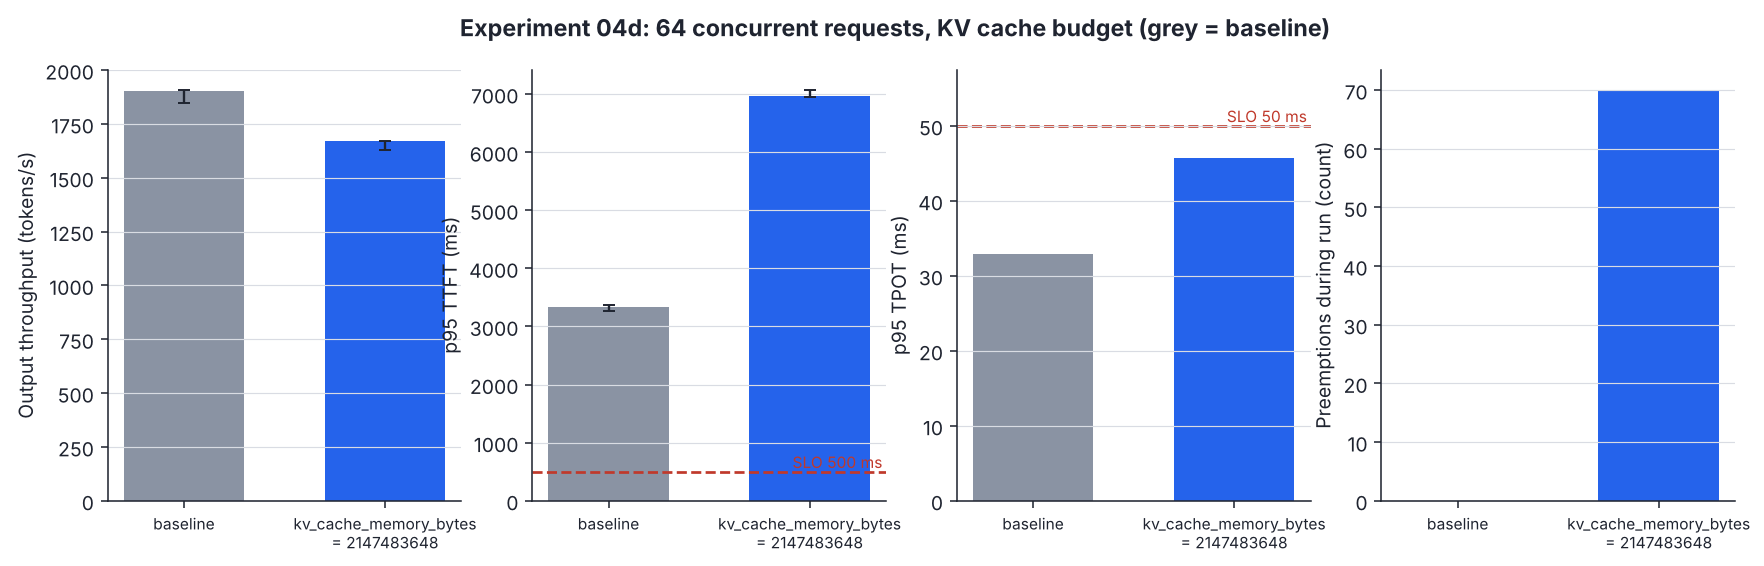 Experiment 04d: 64 concurrent requests, KV cache budget (grey = baseline)
Output throughput (tokens/s)
2000
1750
1500
1250
1000
750
500
250
0
baseline
kv_cache_memory_bytes
= 2147483648
p95 TTFT (ms)
7000
6000
5000
4000
3000
2000
1000
0
SLO 500 ms
baseline
kv_cache_memory_bytes
= 2147483648
p95 TPOT (ms)
50
40
30
20
10
0
SLO 50 ms
baseline
kv_cache_memory_bytes
= 2147483648
Preemptions during run (count)
70
60
50
40
30
20
10
0
baseline
kv_cache_memory_bytes
= 2147483648